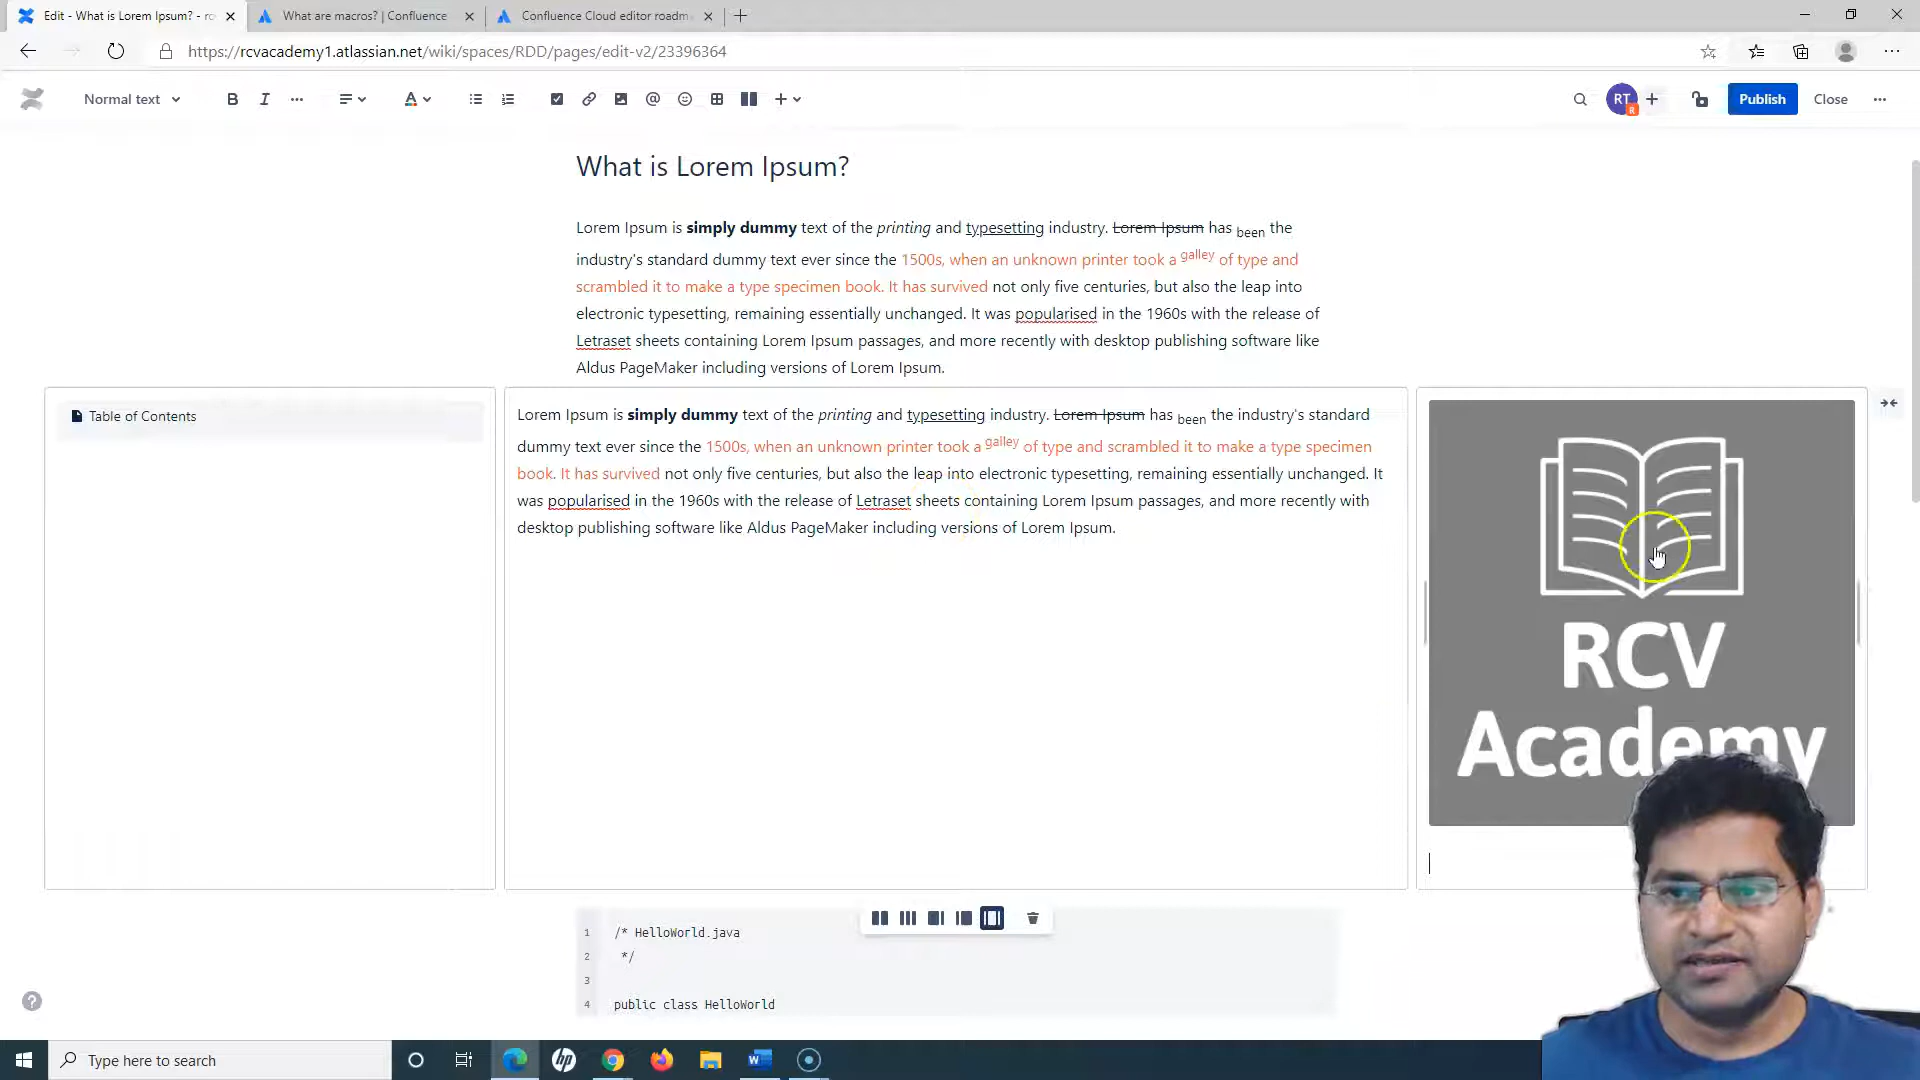 Edit - What is Lorem Ipsum? - ro
What are macros? | Confluence
Confluence Cloud editor roadm
https://rcvacademy1.atlassian.net/wiki/spaces/RDD/pages/edit-v2/23396364
Normal text
B I
A
@
RT
R
Publish
Close
What is Lorem Ipsum?
Lorem Ipsum is simply dummy text of the printing and typesetting industry. Lorem Ipsum has been the
industry's standard dummy text ever since the 1500s, when an unknown printer took a galley of type and
scrambled it to make a type specimen book. It has survived not only five centuries, but also the leap into
electronic typesetting, remaining essentially unchanged. It was popularised in the 1960s with the release of
Letraset sheets containing Lorem Ipsum passages, and more recently with desktop publishing software like
Aldus PageMaker including versions of Lorem Ipsum.
Table of Contents
Lorem Ipsum is simply dummy text of the printing and typesetting industry. Lorem Ipsum has been the industry's standard
dummy text ever since the 1500s, when an unknown printer took a galley of type and scrambled it to make a type specimen
book. It has survived not only five centuries, but also the leap into electronic typesetting, remaining essentially unchanged. It
was popularised in the 1960s with the release of Letraset sheets containing Lorem Ipsum passages, and more recently with
desktop publishing software like Aldus PageMaker including versions of Lorem Ipsum.
RCV
Academy
1 /* HelloWorld.java
2 */
3
4 public class HelloWorld
?
Type here to search
hp
W